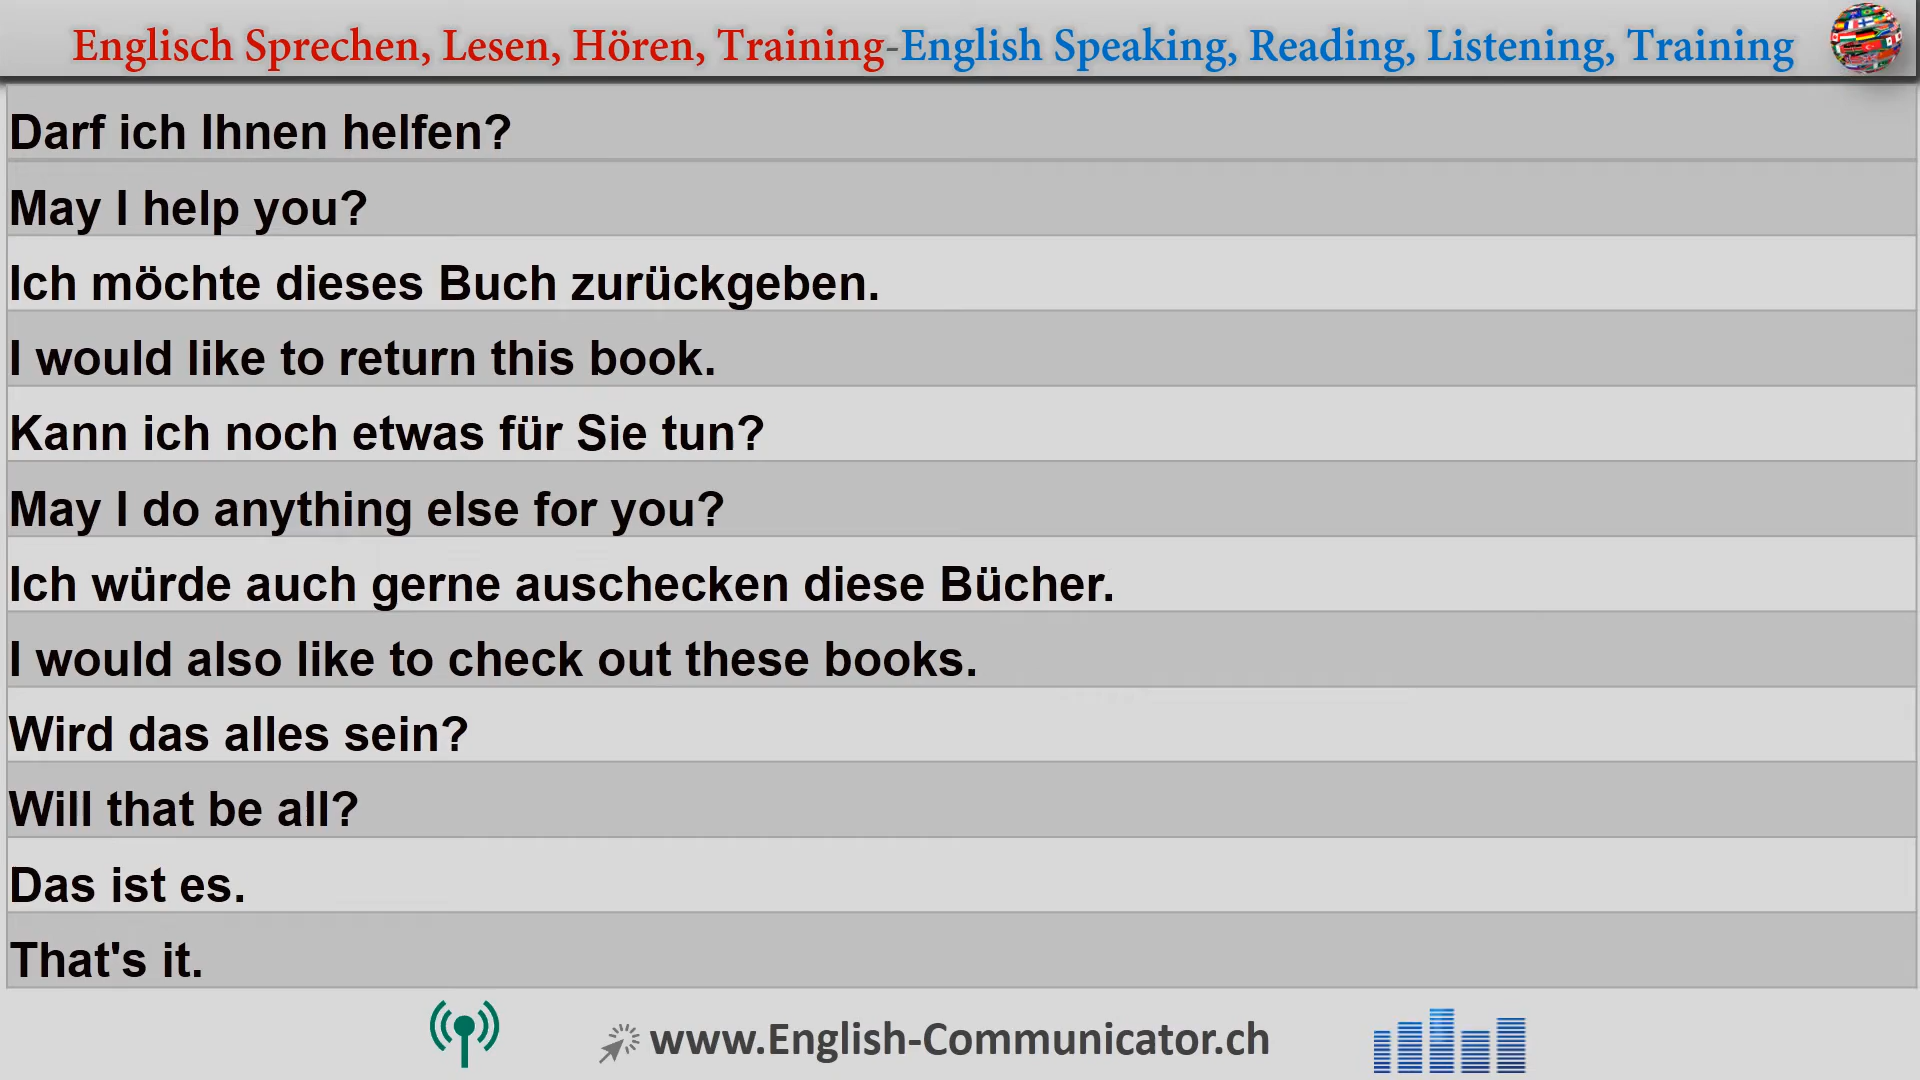 Englisch Sprechen, Lesen, Hören, Training-English Speaking, Reading, Listening, Training
Darf ich Ihnen helfen?
May I help you?
Ich möchte dieses Buch zurückgeben.
I would like to return this book.
Kann ich noch etwas für Sie tun?
May I do anything else for you?
Ich würde auch gerne auschecken diese Bücher.
I would also like to check out these books.
Wird das alles sein?
Will that be all?
Das ist es.
That's it.
www.English-Communicator.ch